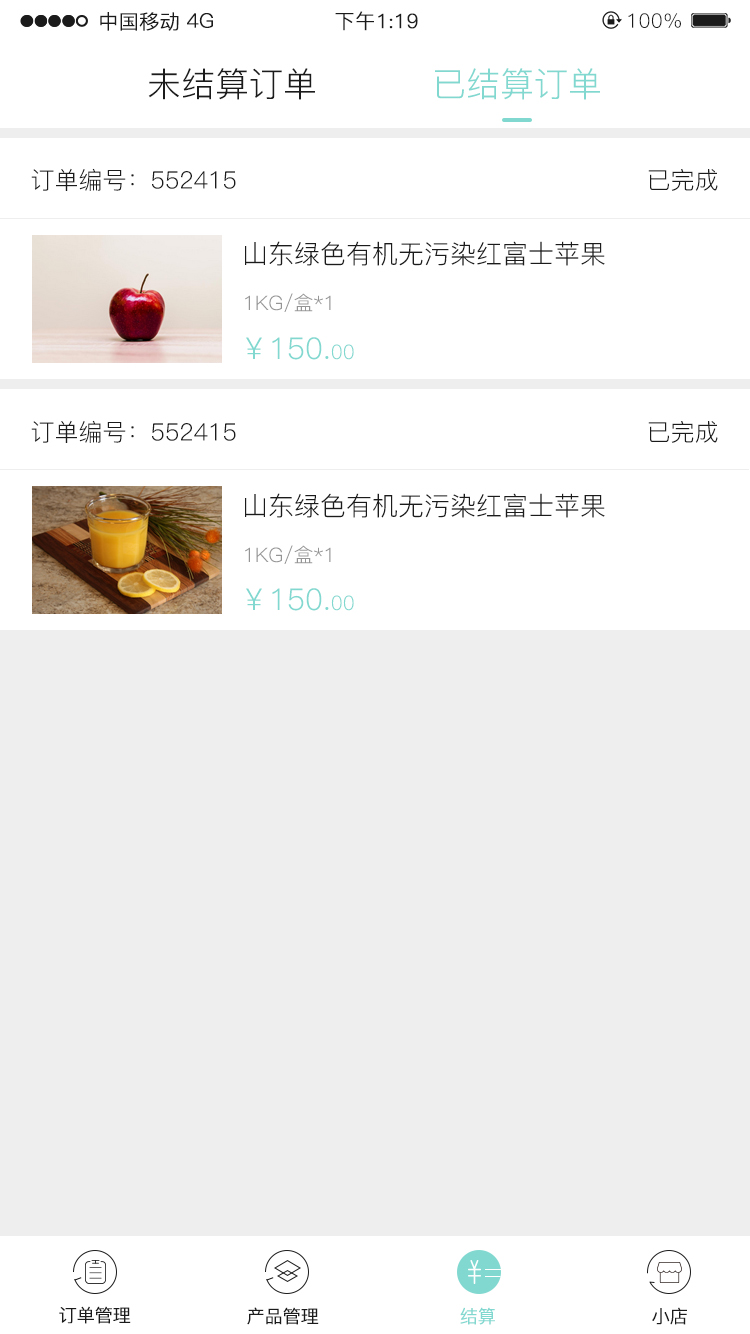 中国移动 4G 下午1:19 100%
未结算订单 已结算订单
订单编号：552415 已完成
山东绿色有机无污染红富士苹果
1KG/盒*1
¥150.00
订单编号：552415 已完成
山东绿色有机无污染红富士苹果
1KG/盒*1
¥150.00
订单管理 产品管理 结算 小店